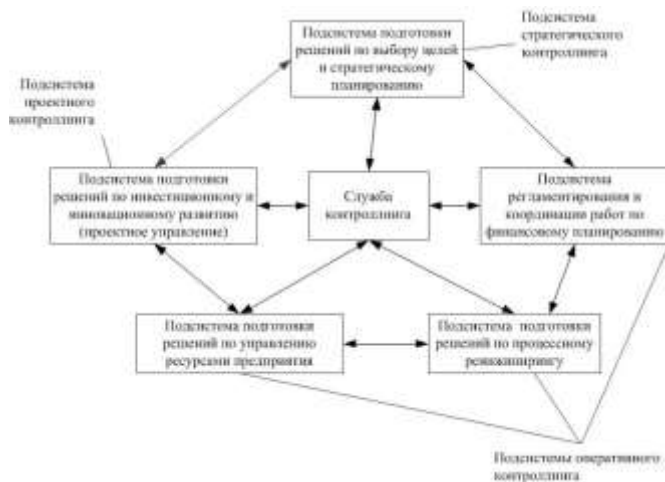 Подсистема подготовки
решений по выбору целей
и стратегическому
планированию
Подсистема
стратегического
контроллинга
Подсистема
проектного
контроллинга
Подсистема подготовки
решений по инвестиционному и
инновационному развитию
(проектное управление)
Служба
контроллинга
Подсистема
регламентирования и
координации работ по
финансовому планированию
Подсистема подготовки
решений по управлению
ресурсами предприятия
Подсистема подготовки
решений по процессному
реинжинирингу
Подсистемы оперативного
контроллинга